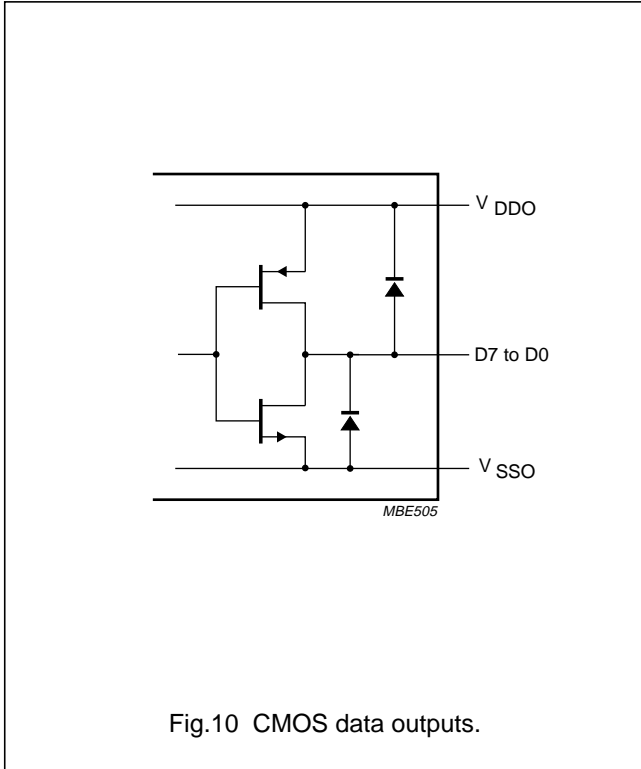 V DDO
D7 to D0
V SSO
MBE505
Fig.10 CMOS data outputs.